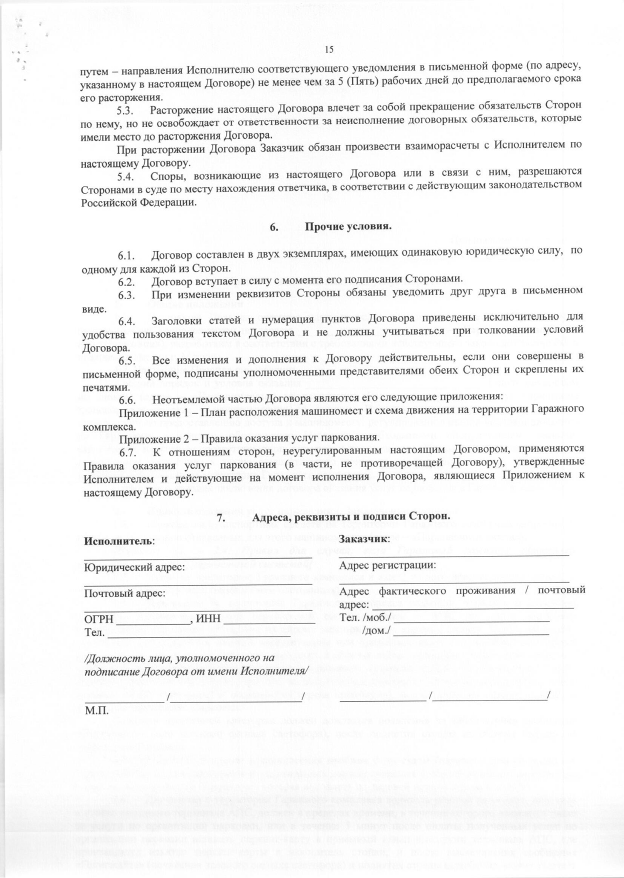 15
путем – направления Исполнителю соответствующего уведомления в письменной форме (по адресу,
указанному в настоящем Договоре) не менее чем за 5 (Пять) рабочих дней до предполагаемого срока
его расторжения.
5.3. Расторжение настоящего Договора влечет за собой прекращение обязательств Сторон
по нему, но не освобождает от ответственности за неисполнение договорных обязательств, которые
имели место до расторжения Договора.
При расторжении Договора Заказчик обязан произвести взаиморасчеты с Исполнителем по
настоящему Договору.
5.4. Споры, возникающие из настоящего Договора или в связи с ним, разрешаются
Сторонами в суде по месту нахождения ответчика, в соответствии с действующим законодательством
Российской Федерации.
6. Прочие условия.
6.1. Договор составлен в двух экземплярах, имеющих одинаковую юридическую силу, по
одному для каждой из Сторон.
6.2. Договор вступает в силу с момента его подписания Сторонами.
6.3. При изменении реквизитов Стороны обязаны уведомить друг друга в письменном
виде.
6.4. Заголовки статей и нумерация пунктов Договора приведены исключительно для
удобства пользования текстом Договора и не должны учитываться при толковании условий
Договора.
6.5. Все изменения и дополнения к Договору действительны, если они совершены в
письменной форме, подписаны уполномоченными представителями обеих Сторон и скреплены их
печатями.
6.6. Неотъемлемой частью Договора являются его следующие приложения:
Приложение 1 – План расположения машиномест и схема движения на территории Гаражного
комплекса.
Приложение 2 – Правила оказания услуг паркования.
6.7. К отношениям сторон, неурегулированным настоящим Договором, применяются
Правила оказания услуг паркования (в части, не противоречащей Договору), утвержденные
Исполнителем и действующие на момент исполнения Договора, являющиеся Приложением к
настоящему Договору.
7. Адреса, реквизиты и подписи Сторон.
Исполнитель:
Юридический адрес:
Почтовый адрес:
ОГРН ____________, ИНН ______________
Тел. ____________________________
/Должность лица, уполномоченного на
подписание Договора от имени Исполнителя/
____________ /____________________/
М.П.
Заказчик:
Адрес регистрации:
Адрес фактического проживания / почтовый
адрес: ______________________________
Тел. /моб./ ________________________
/дом./ ________________________
_____________ /__________________/